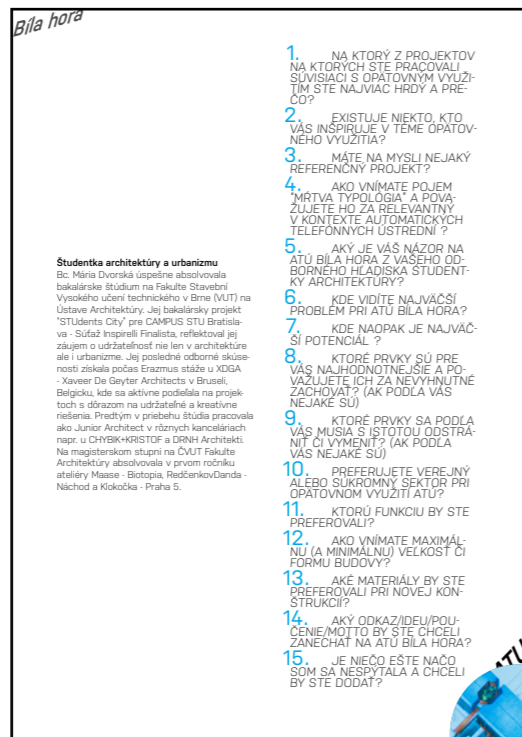 Bíla hora
Študentka architektúry a urbanizmu
Bc. Mária Dvorská úspešne absolvovala
bakalárske štúdium na Fakulte Stavební
Vysokého učení technického v Brne (VUT) na
Ústave Architektúry. Jej bakalársky projekt
"STUdents City" pre CAMPUS STU Bratisla-
va - Súťaž Inspirelli Finalista, reflektoval jej
záujem o udržateľnosť nie len v architektúre
ale i urbanizme. Jej posledné odborné skúse-
nosti získala počas Erazmus stáže u XDGA
- Xaveer De Geyter Architects v Bruseli,
Belgicku, kde sa aktívne podieľala na projek-
toch s dôrazom na udržateľné a kreatívne
riešenia. Predtým v priebehu štúdia pracovala
ako Junior Architect v rôznych kanceláriach
napr. u CHYBIK+KRISTOF a DRNH Architekti.
Na magisterskom stupni na ČVUT Fakulte
Architektúry absolvovala v prvom ročníku
ateliéry Maase - Biotopia, RedčenkovDanda -
Náchod a Klokočka - Praha 5.
1. NA KTORÝ Z PROJEKTOV
NA KTORÝCH STE PRACOVALI
SÚVISIACI S OPÄTOVNÝM VYUŽI-
TÍM STE NAJVIAC HRDÝ A PRE-
ČO?
2. EXISTUJE NIEKTO, KTO
VÁS INŠPIRUJE V TÉME OPÄTOV-
NÉHO VYUŽITIA?
3. MÁTE NA MYSLI NEJAKÝ
REFERENČNÝ PROJEKT?
4. AKO VNÍMATE POJEM
"MŔTVA TYPOLÓGIA" A POVA-
ŽUJETE HO ZA RELEVANTNÝ
V KONTEXTE AUTOMATICKÝCH
TELEFÓNNYCH ÚSTREDNÍ ?
5. AKÝ JE VÁŠ NÁZOR NA
ATÚ BÍLA HORA Z VAŠEHO OD-
BORNÉHO HĽADISKA ŠTUDENT-
KY ARCHITEKTÚRY?
6. KDE VIDÍTE NAJVÄČŠÍ
PROBLÉM PRI ATÚ BÍLA HORA?
7. KDE NAOPAK JE NAJVÄČ-
ŠÍ POTENCIÁL ?
8. KTORÉ PRVKY SÚ PRE
VÁS NAJHODNOTNEJŠIE A PO-
VAŽUJETE ICH ZA NEVYHNUTNÉ
ZACHOVAŤ? (AK PODĽA VÁS
NEJAKÉ SÚ)
9. KTORÉ PRVKY SA PODĽA
VÁS MUSIA S ISTOTOU ODSTRÁ-
NIŤ ČI VYMENIŤ? (AK PODĽA
VÁS NEJAKÉ SÚ)
10. PREFERUJETE VEREJNÝ
ALEBO SÚKROMNÝ SEKTOR PRI
OPÄTOVNOM VYUŽITÍ ATÚ?
11. KTORÚ FUNKCIU BY STE
PREFEROVALI?
12. AKO VNÍMATE MAXIMÁL-
NU (A MINIMÁLNU) VEĽKOSŤ ČI
FORMU BUDOVY?
13. AKÉ MATERIÁLY BY STE
PREFEROVALI PRI NOVEJ KON-
ŠTRUKCIÍ?
14. AKÝ ODKAZ/IDEU/POU-
ČENIE/MOTTO BY STE CHCELI
ZANECHAŤ NA ATÚ BÍLA HORA?
15. JE NIEČO EŠTE NAČO
SOM SA NESPÝTALA A CHCELI
BY STE DODAŤ?
ATÚ